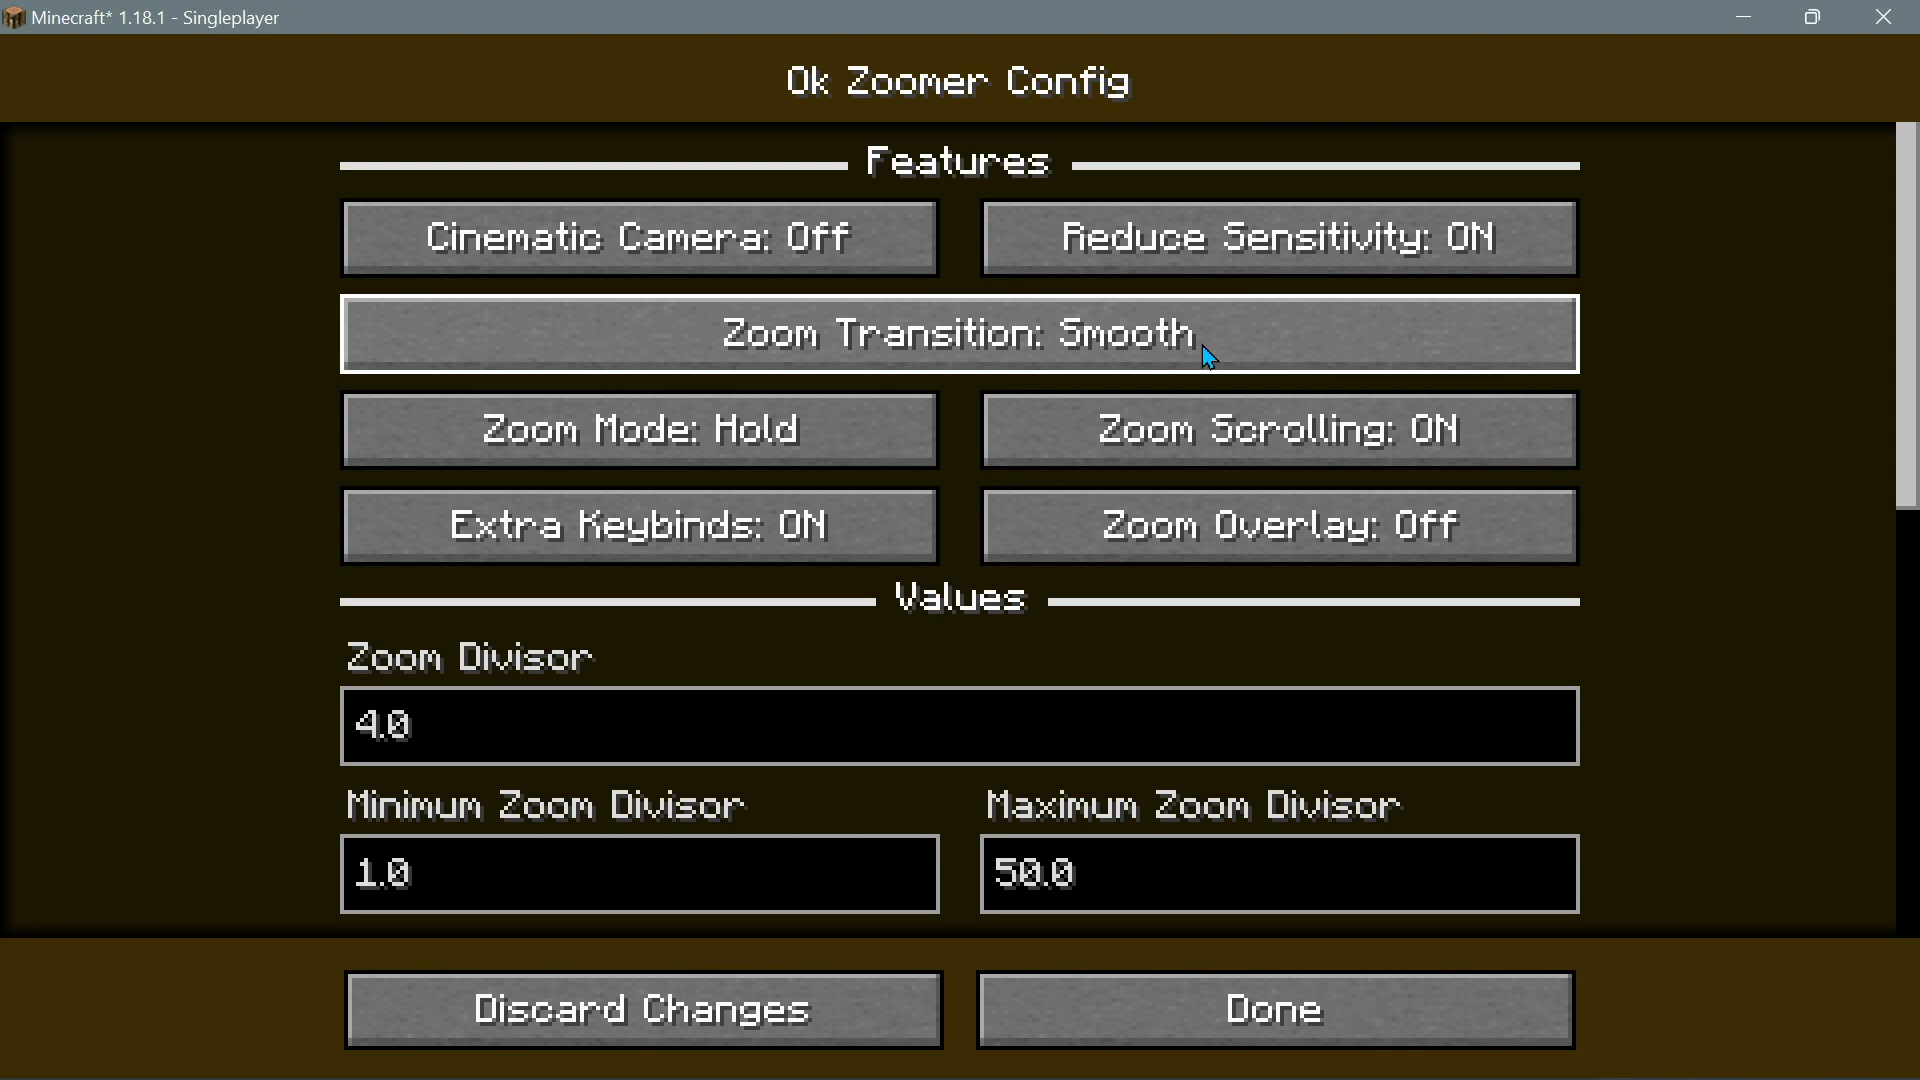 Minecraft* 1.18.1 - Singleplayer
Ok Zoomer Config
Features
Cinematic Camera: Off
Reduce Sensitivity: ON
Zoom Transition: Smooth
Zoom Mode: Hold
Zoom Scrolling: ON
Extra Keybinds: ON
Zoom Overlay: Off
Values
Zoom Divisor
4.0
Minimum Zoom Divisor
Maximum Zoom Divisor
1.0
50.0
Discard Changes
Done